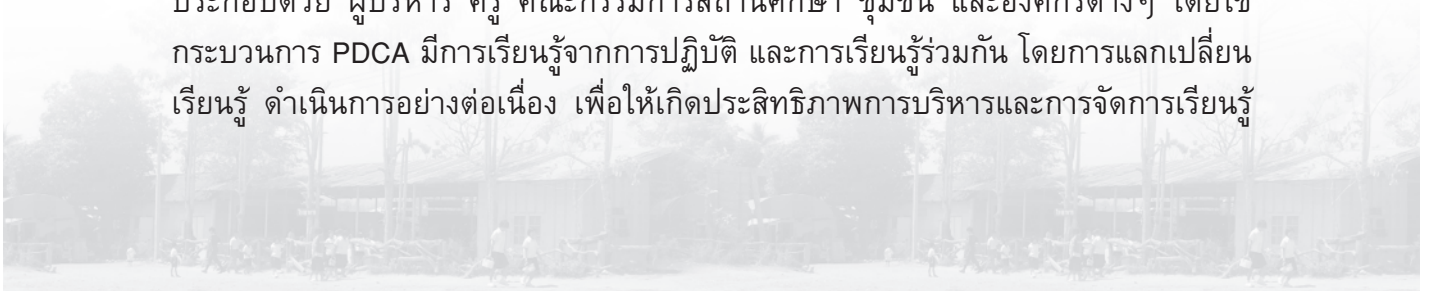 ประกอบด้วย ผู้บริหาร ครู คณะกรรมการสถานศึกษา ชุมชน และองค์กรต่างๆ โดยใช้
กระบวนการ PDCA มีการเรียนรู้จากการปฏิบัติ และการเรียนรู้ร่วมกัน โดยการแลกเปลี่ยน
เรียนรู้ ดำเนินการอย่างต่อเนื่อง เพื่อให้เกิดประสิทธิภาพการบริหารและการจัดการเรียนรู้